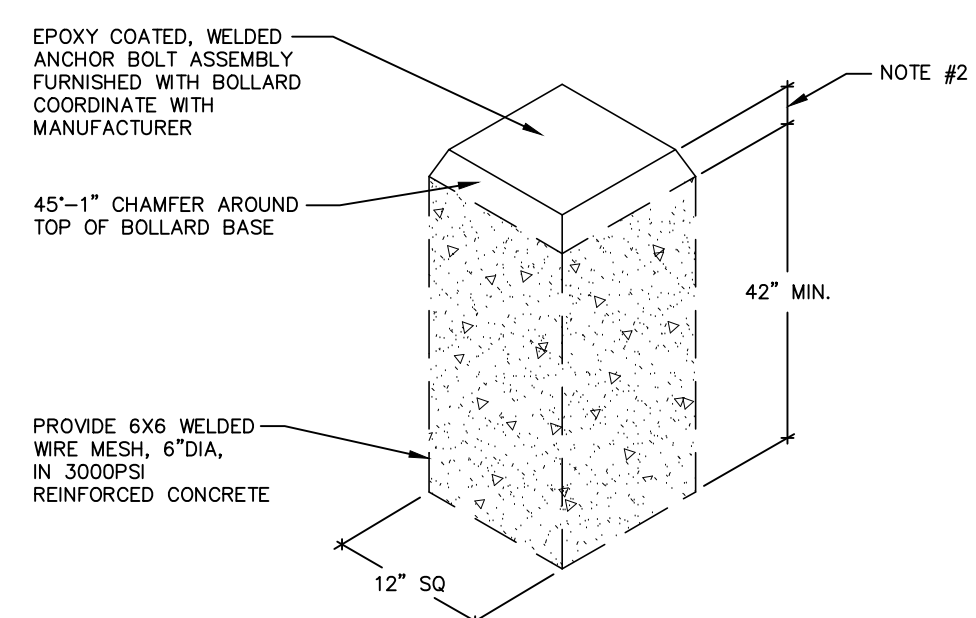 EPOXY COATED, WELDED
ANCHOR BOLT ASSEMBLY
FURNISHED WITH BOLLARD
COORDINATE WITH
MANUFACTURER
NOTE #2
45°–1” CHAMFER AROUND
TOP OF BOLLARD BASE
42” MIN.
PROVIDE 6X6 WELDED
WIRE MESH, 6”DIA,
IN 3000PSI
REINFORCED CONCRETE
12” SQ